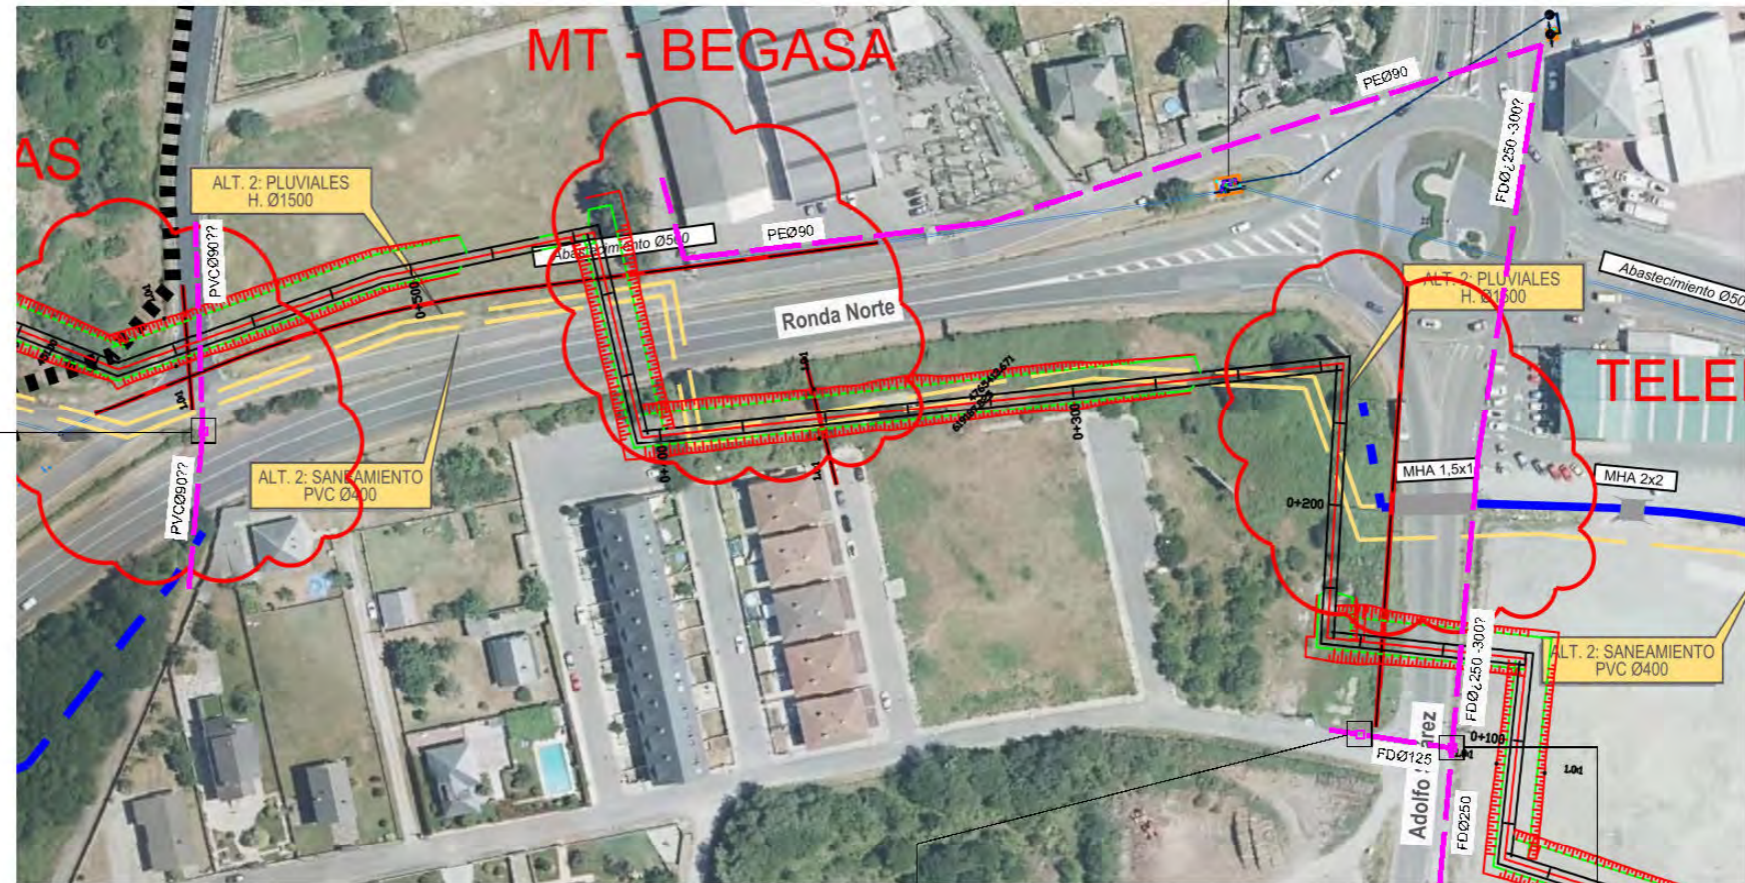 MT - BEGASA
PEØ90
FDØ¿250 -300?
AS
ALT. 2: PLUVIALES
H. Ø1500
PVCØ90??
Abastecimiento Ø500
PEØ90
Ronda Norte
0+500
ALT. 2: PLUVIALES
H. Ø1500
Abastecimiento Ø50
TELE
ALT. 2: SANEAMIENTO
PVC Ø400
PVCØ90??
0+400
0+300
0+200
MHA 1,5x1
MHA 2x2
ALT. 2: SANEAMIENTO
PVC Ø400
FDØ¿250 -300?
0+100
FDØ125
Adolfo S arez
FDØ250